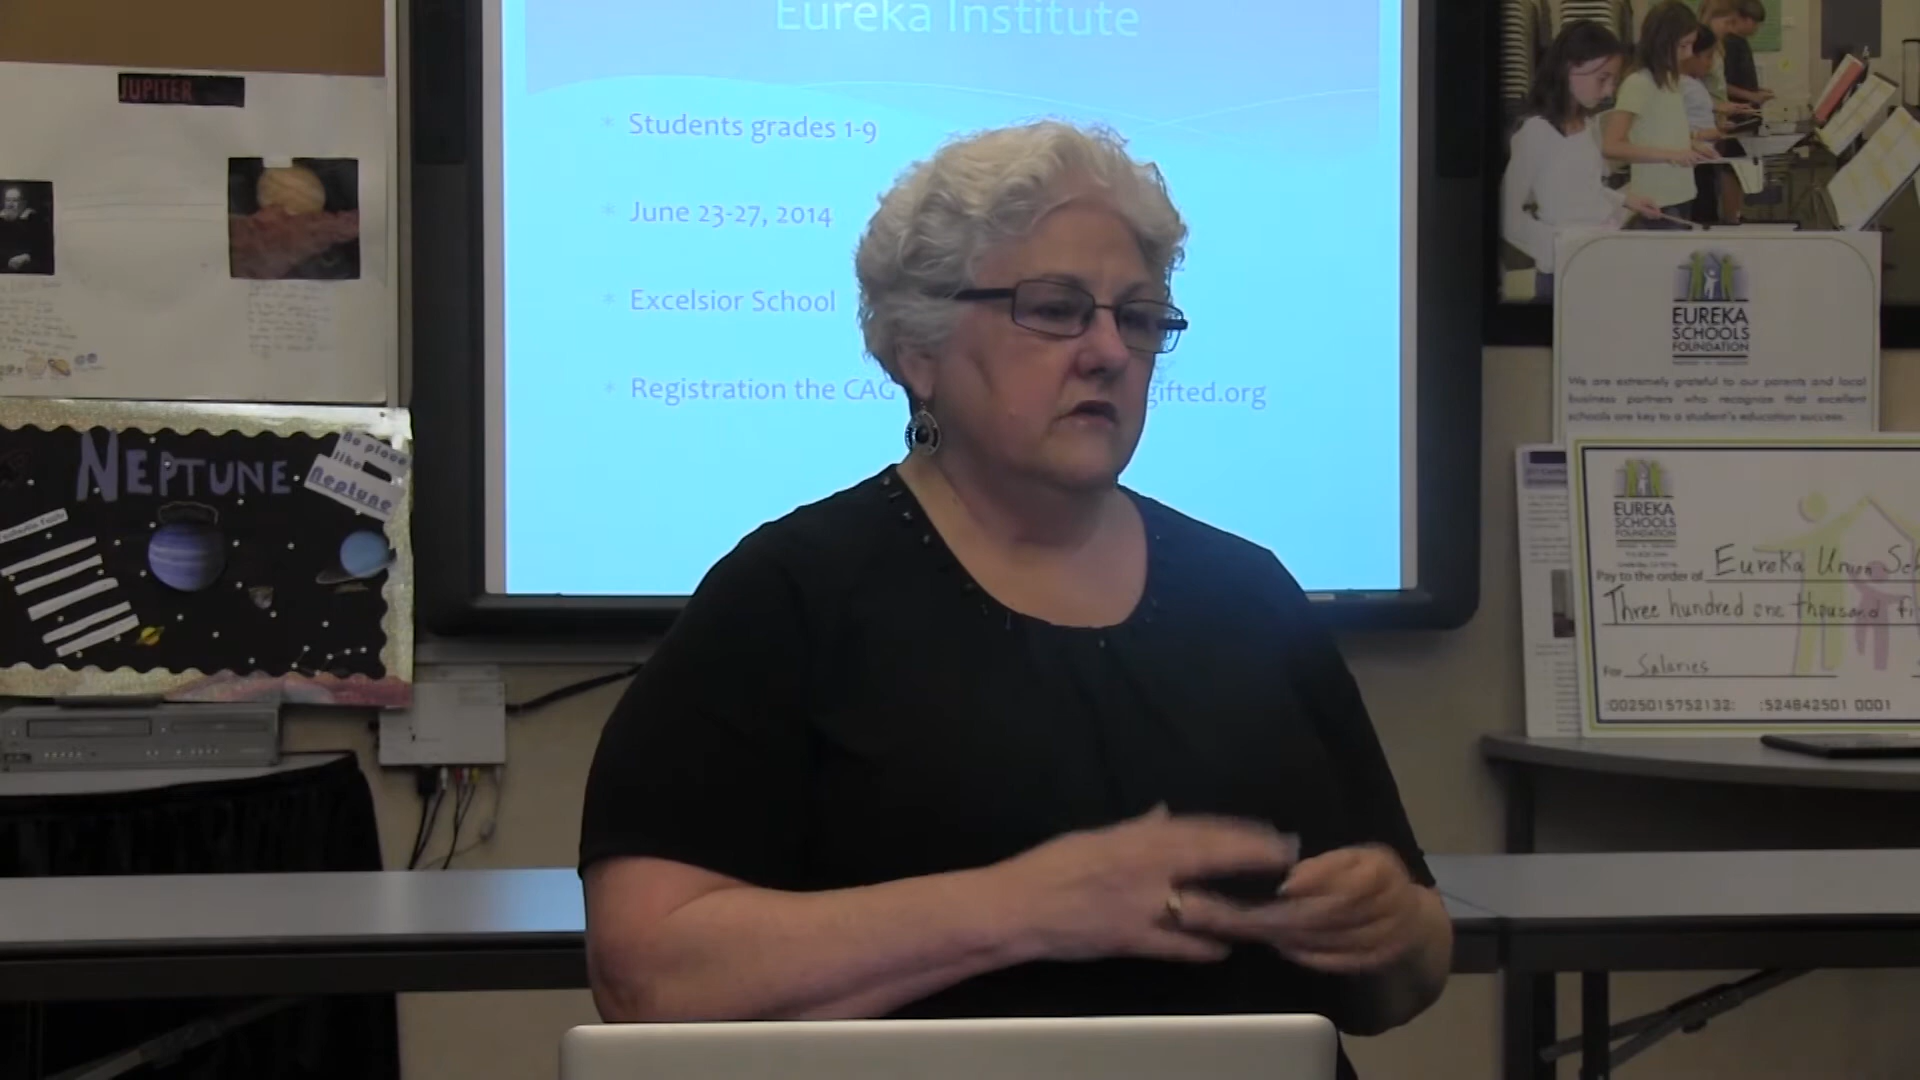 Eureka Institute
* Students grades 1-9
* June 23-27, 2014
* Excelsior School
* Registration the CAG
gifted.org
JUPITER
NEPTUNE
No place
like
Neptune
EUREKA
SCHOOLS
FOUNDATION
We are extremely grateful to our parents and local
business partners who recognize that excellent
schools are key to a student's education success.
EUREKA
SCHOOLS
FOUNDATION
Pay to the order of Eureka Union Sch
Three hundred one thousand fi
For Salaries
:0025015752132: :524842501 0001